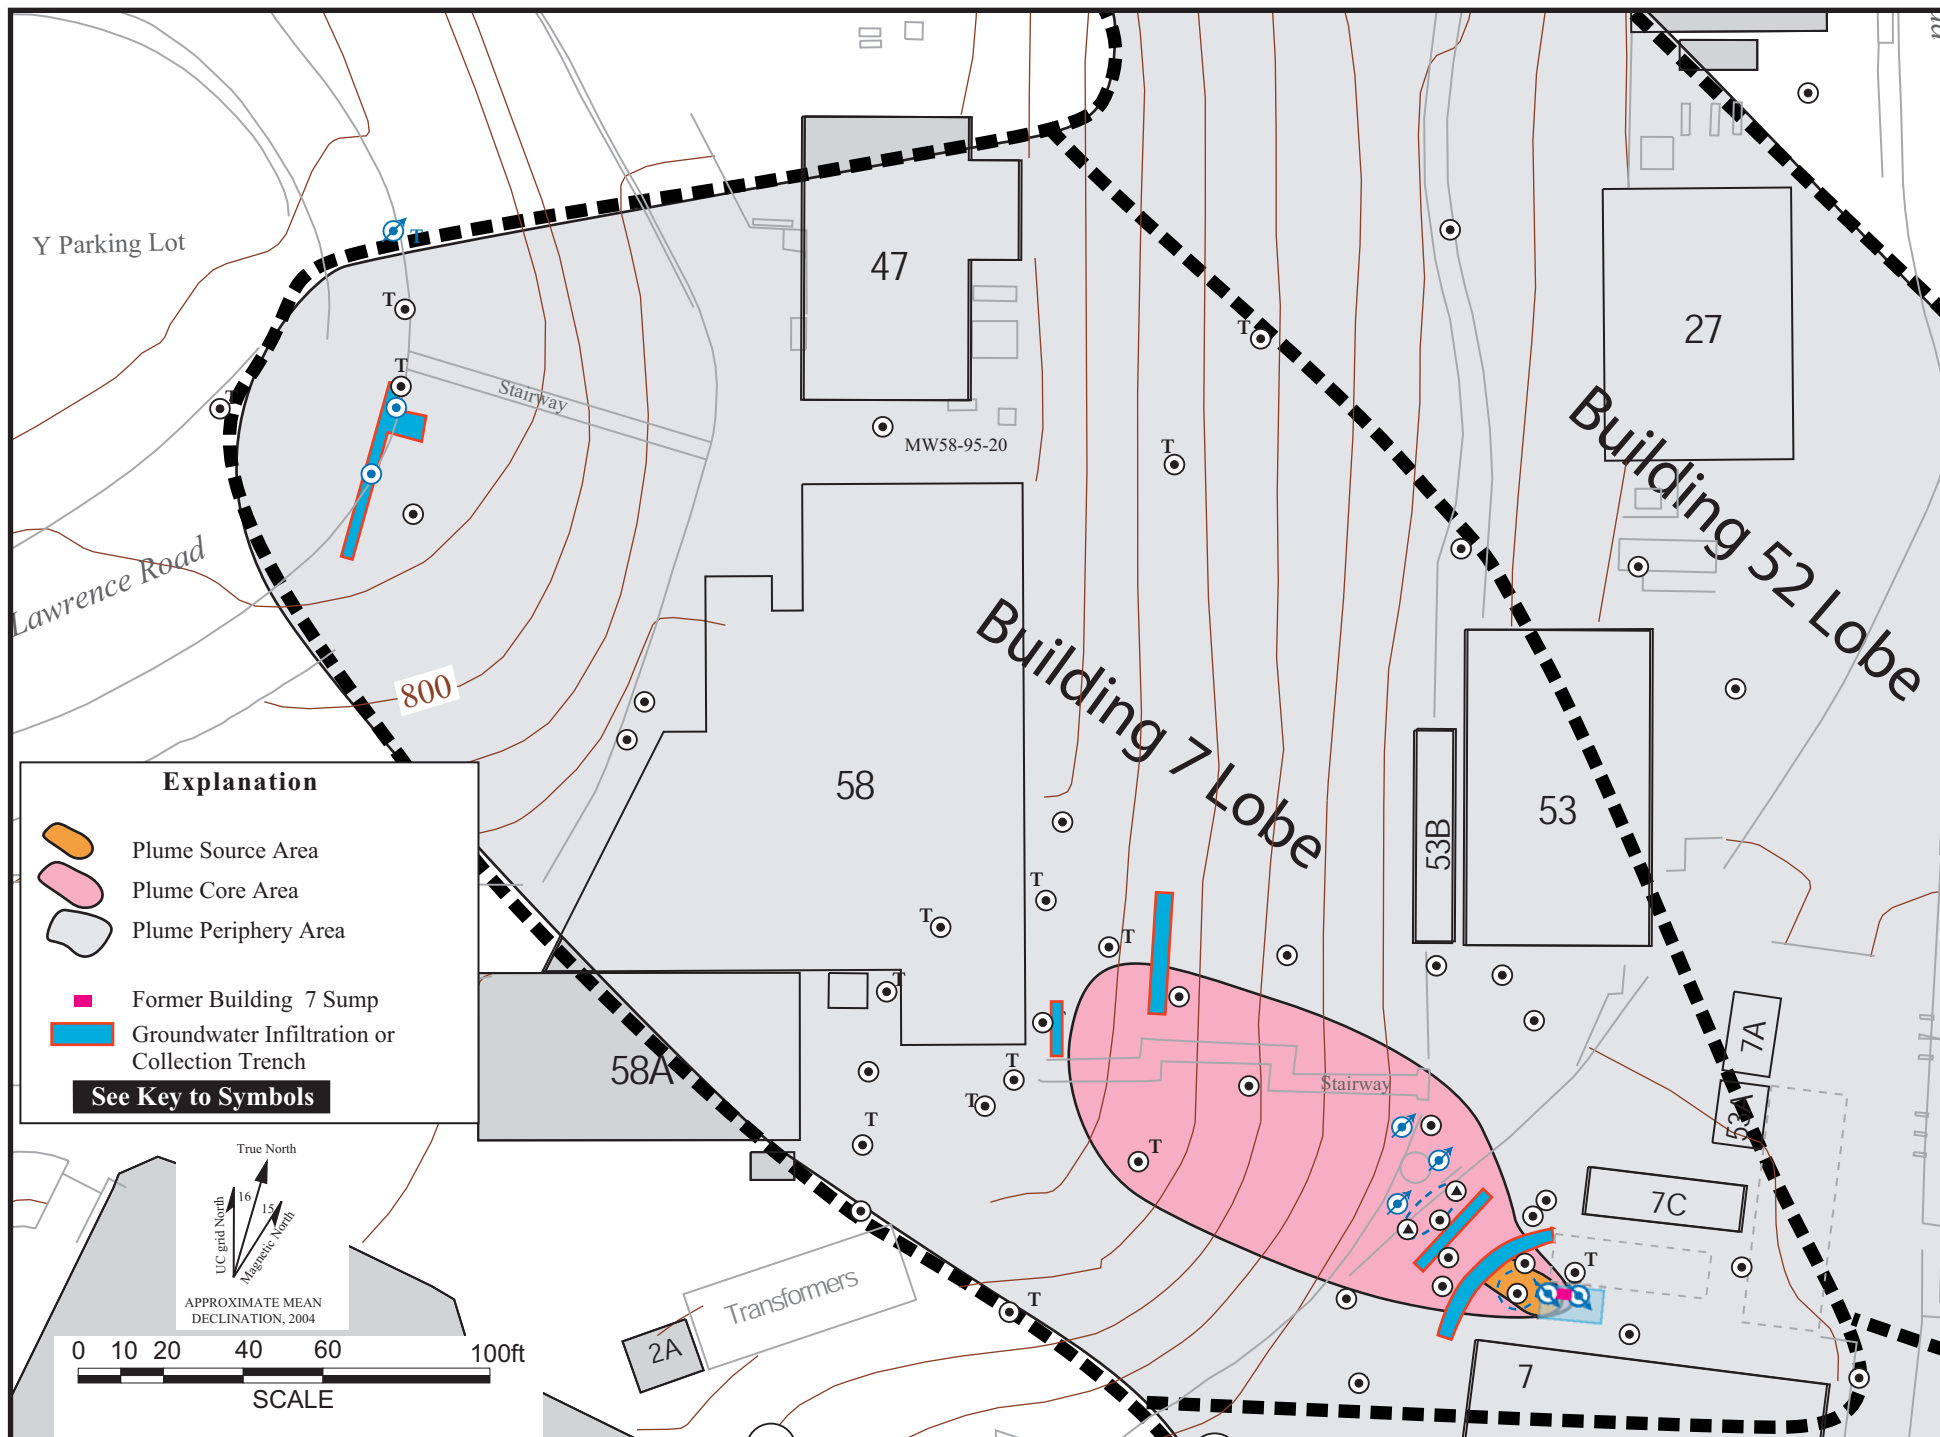 Y Parking Lot
T
T
T
T
47
27
T
Stairway
MW58-95-20
T
Building 52 Lobe
Lawrence Road
800
Building 7 Lobe
58
53B
53
T
T
T
T
58A
T
T
T
T
Stairway
T
7A
53A
7C
T
7
Transformers
2A
T
Explanation
Plume Source Area
Plume Core Area
Plume Periphery Area
Former Building 7 Sump
Groundwater Infiltration or
Collection Trench
See Key to Symbols
True North
16
15
UC grid North
Magnetic North
APPROXIMATE MEAN
DECLINATION, 2004
0 10 20 40 60 100ft
SCALE